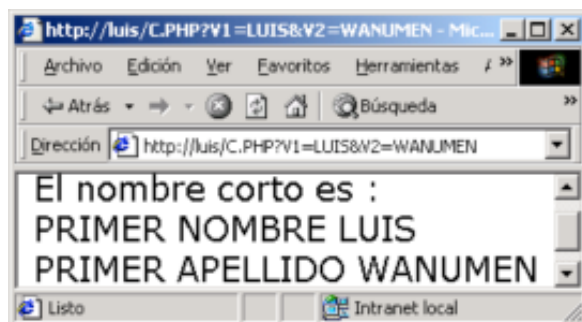 http://luis/C.PHP?V1=LUIS&V2=WANUMEN - Mic...
Archivo Edición Ver Favoritos Herramientas »
Atrás Búsqueda »
Dirección http://luis/C.PHP?V1=LUIS&V2=WANUMEN
El nombre corto es :
PRIMER NOMBRE LUIS
PRIMER APELLIDO WANUMEN
Listo Intranet local